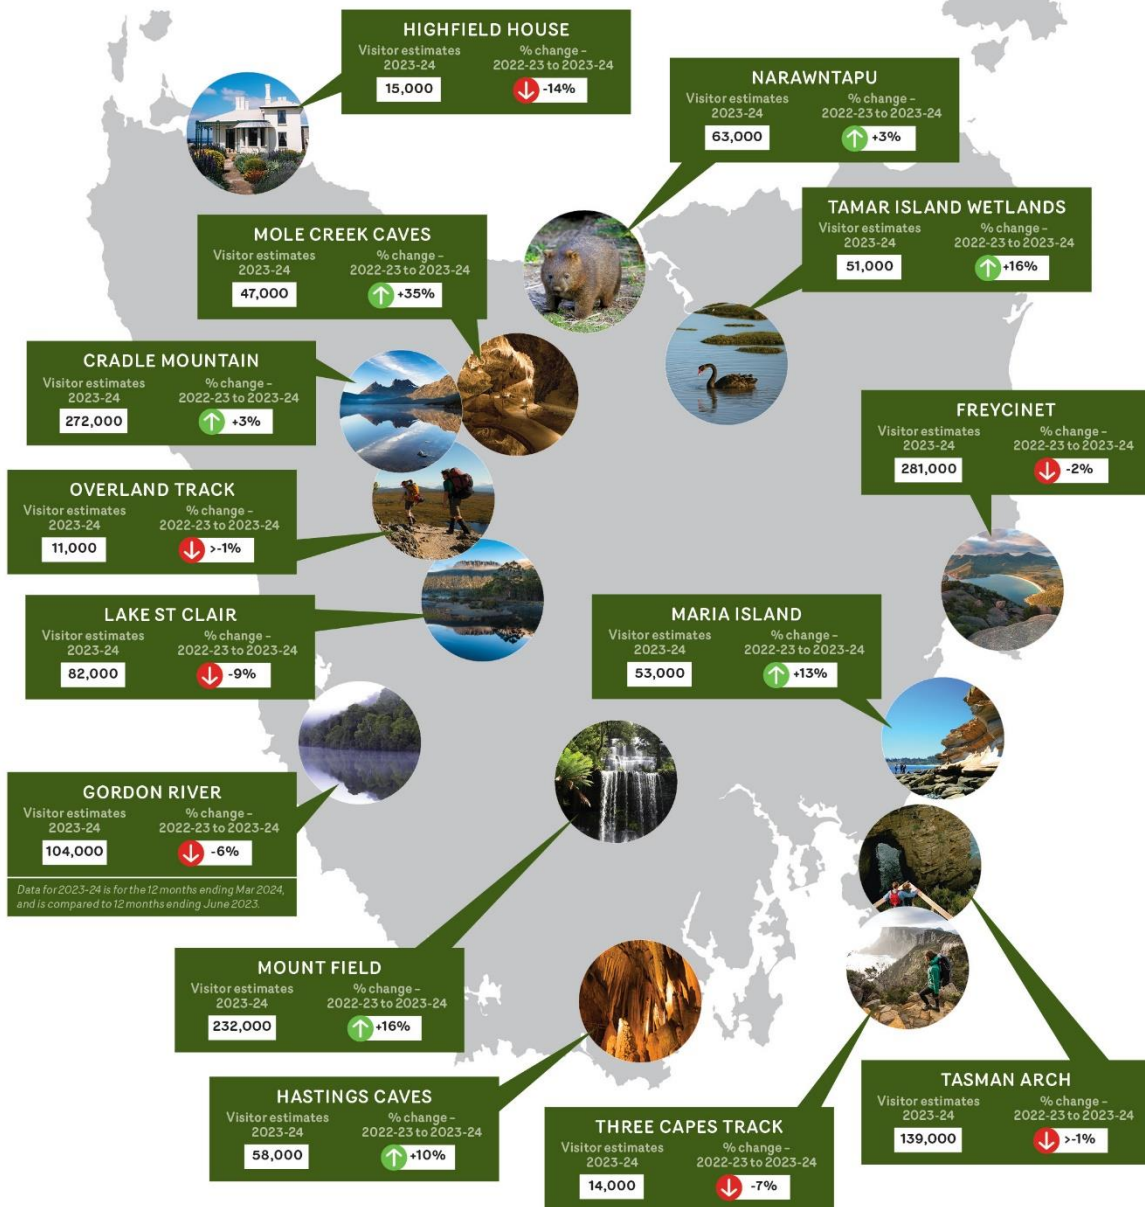 HIGHFIELD HOUSE
Visitor estimates % change –
2023-24 2022-23 to 2023-24
15,000 -14%
NARAWNTAPU
Visitor estimates % change –
2023-24 2022-23 to 2023-24
63,000 +3%
TAMAR ISLAND WETLANDS
Visitor estimates % change –
2023-24 2022-23 to 2023-24
51,000 +16%
MOLE CREEK CAVES
Visitor estimates % change –
2023-24 2022-23 to 2023-24
47,000 +35%
CRADLE MOUNTAIN
Visitor estimates % change –
2023-24 2022-23 to 2023-24
272,000 +3%
FREYCINET
Visitor estimates % change –
2023-24 2022-23 to 2023-24
281,000 -2%
OVERLAND TRACK
Visitor estimates % change –
2023-24 2022-23 to 2023-24
11,000 >-1%
LAKE ST CLAIR
Visitor estimates % change –
2023-24 2022-23 to 2023-24
82,000 -9%
MARIA ISLAND
Visitor estimates % change –
2023-24 2022-23 to 2023-24
53,000 +13%
GORDON RIVER
Visitor estimates % change –
2023-24 2022-23 to 2023-24
104,000 -6%
Data for 2023-24 is for the 12 months ending Mar 2024,
and is compared to 12 months ending June 2023.
MOUNT FIELD
Visitor estimates % change –
2023-24 2022-23 to 2023-24
232,000 +16%
HASTINGS CAVES
Visitor estimates % change –
2023-24 2022-23 to 2023-24
58,000 +10%
THREE CAPES TRACK
Visitor estimates % change –
2023-24 2022-23 to 2023-24
14,000 -7%
TASMAN ARCH
Visitor estimates % change –
2023-24 2022-23 to 2023-24
139,000 >-1%